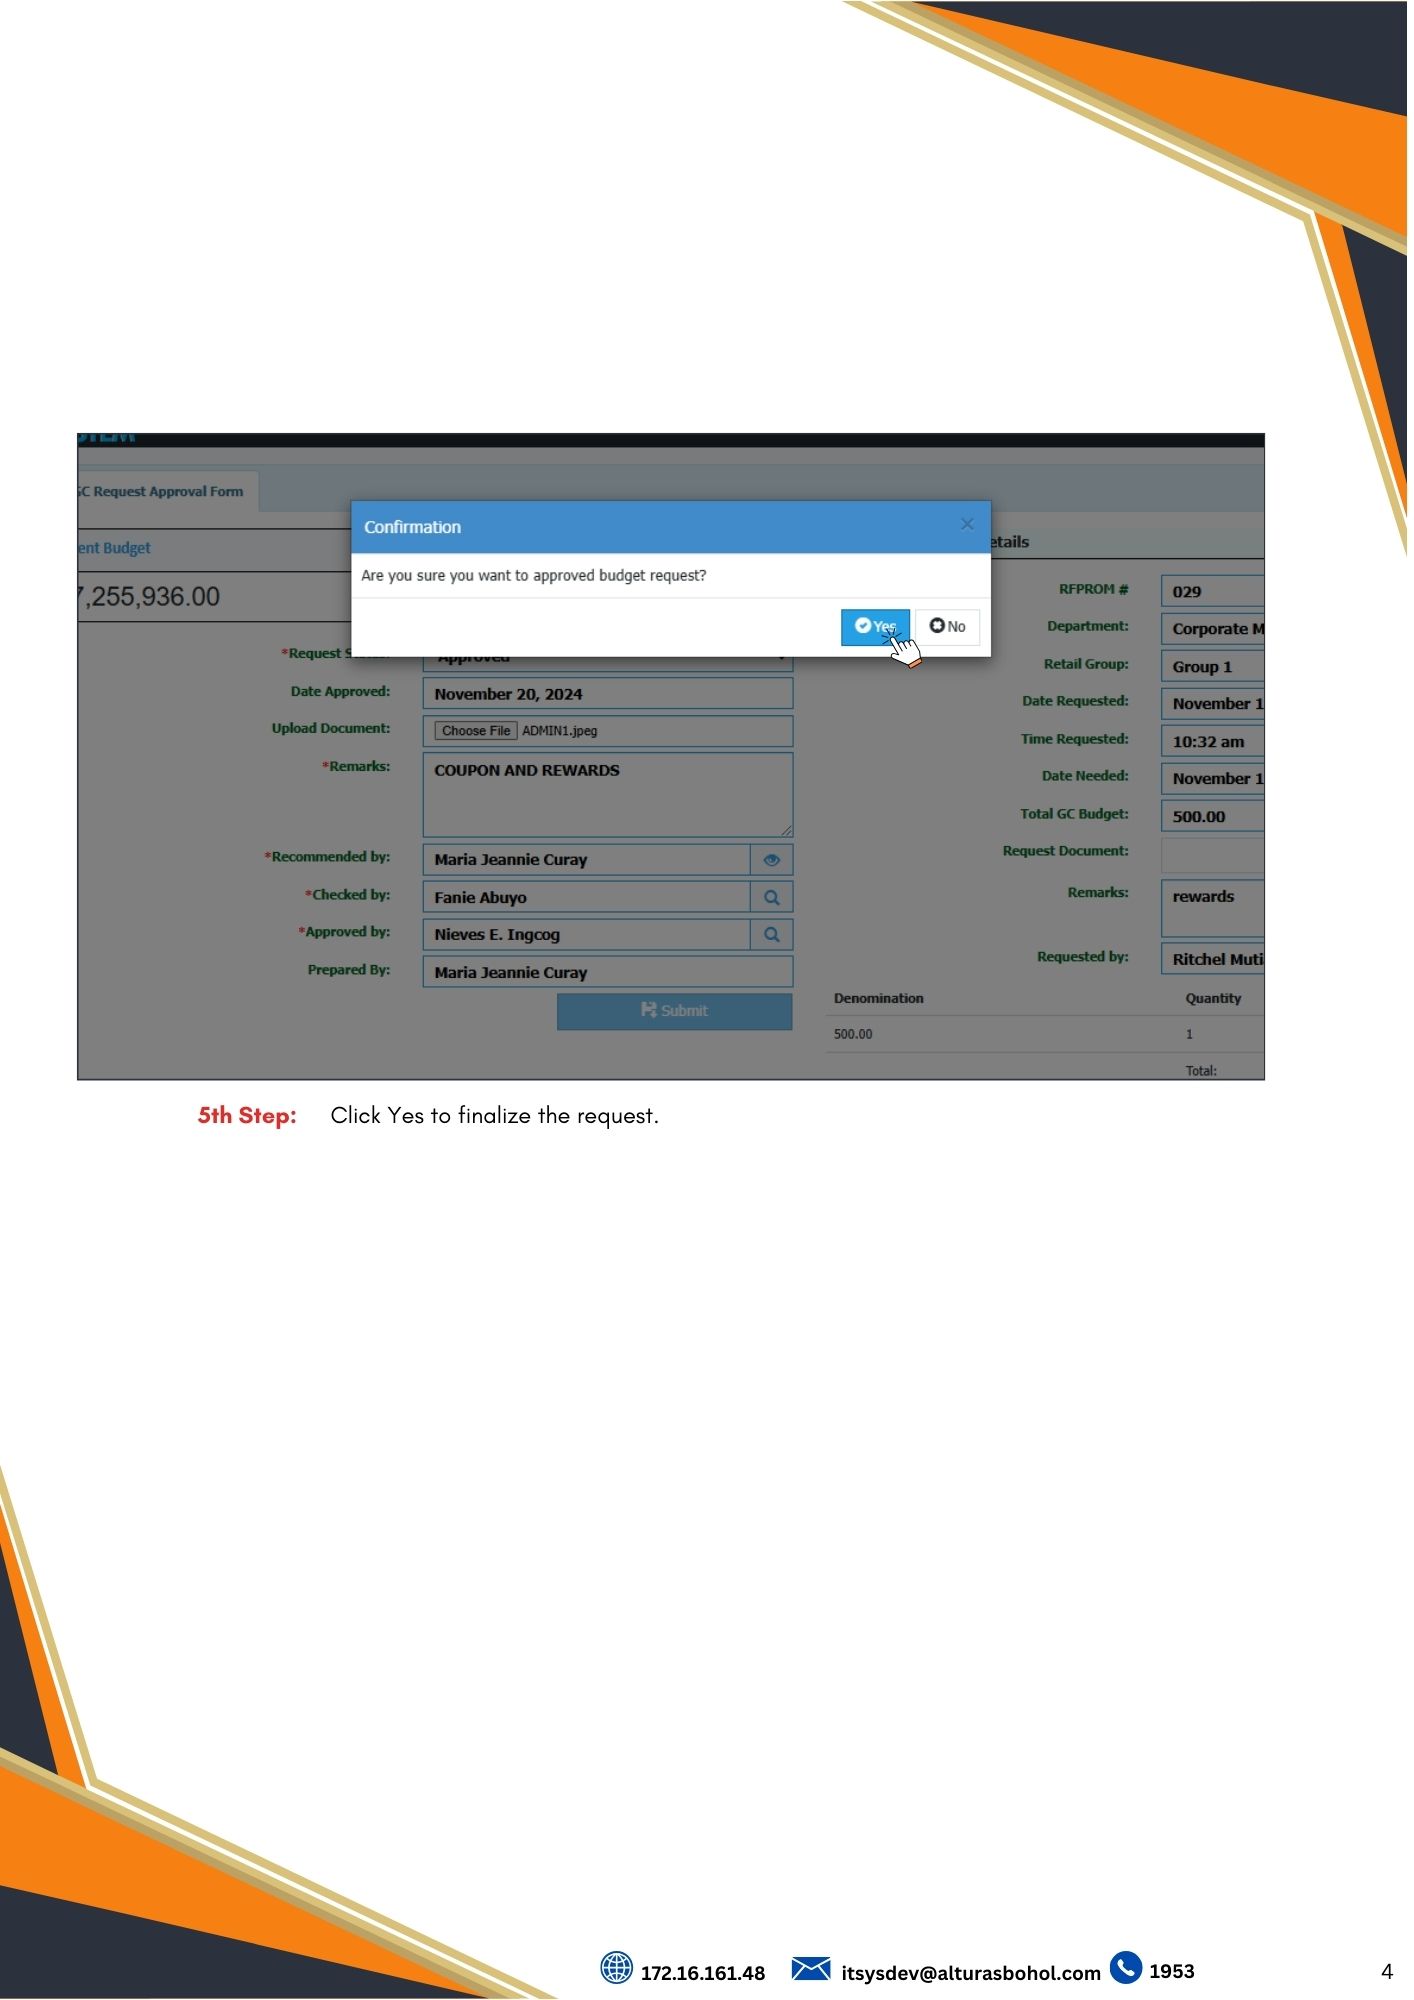 GC Request Approval Form
Confirmation
Are you sure you want to approved budget request?
Yes
No
ent Budget
7,255,936.00
*Request
Approved
Date Approved:
November 20, 2024
Upload Document:
Choose File ADMIN1.jpeg
*Remarks:
COUPON AND REWARDS
*Recommended by:
Maria Jeannie Curay
*Checked by:
Fanie Abuyo
*Approved by:
Nieves E. Ingcog
Prepared By:
Maria Jeannie Curay
Submit
etails
RFPROM #
029
Department:
Corporate M
Retail Group:
Group 1
Date Requested:
November 1
Time Requested:
10:32 am
Date Needed:
November 1
Total GC Budget:
500.00
Request Document:
Remarks:
rewards
Requested by:
Ritchel Muti
Denomination Quantity
500.00 1
Total:
5th Step: Click Yes to finalize the request.
172.16.161.48 itsysdev@alturasbohol.com 1953 4